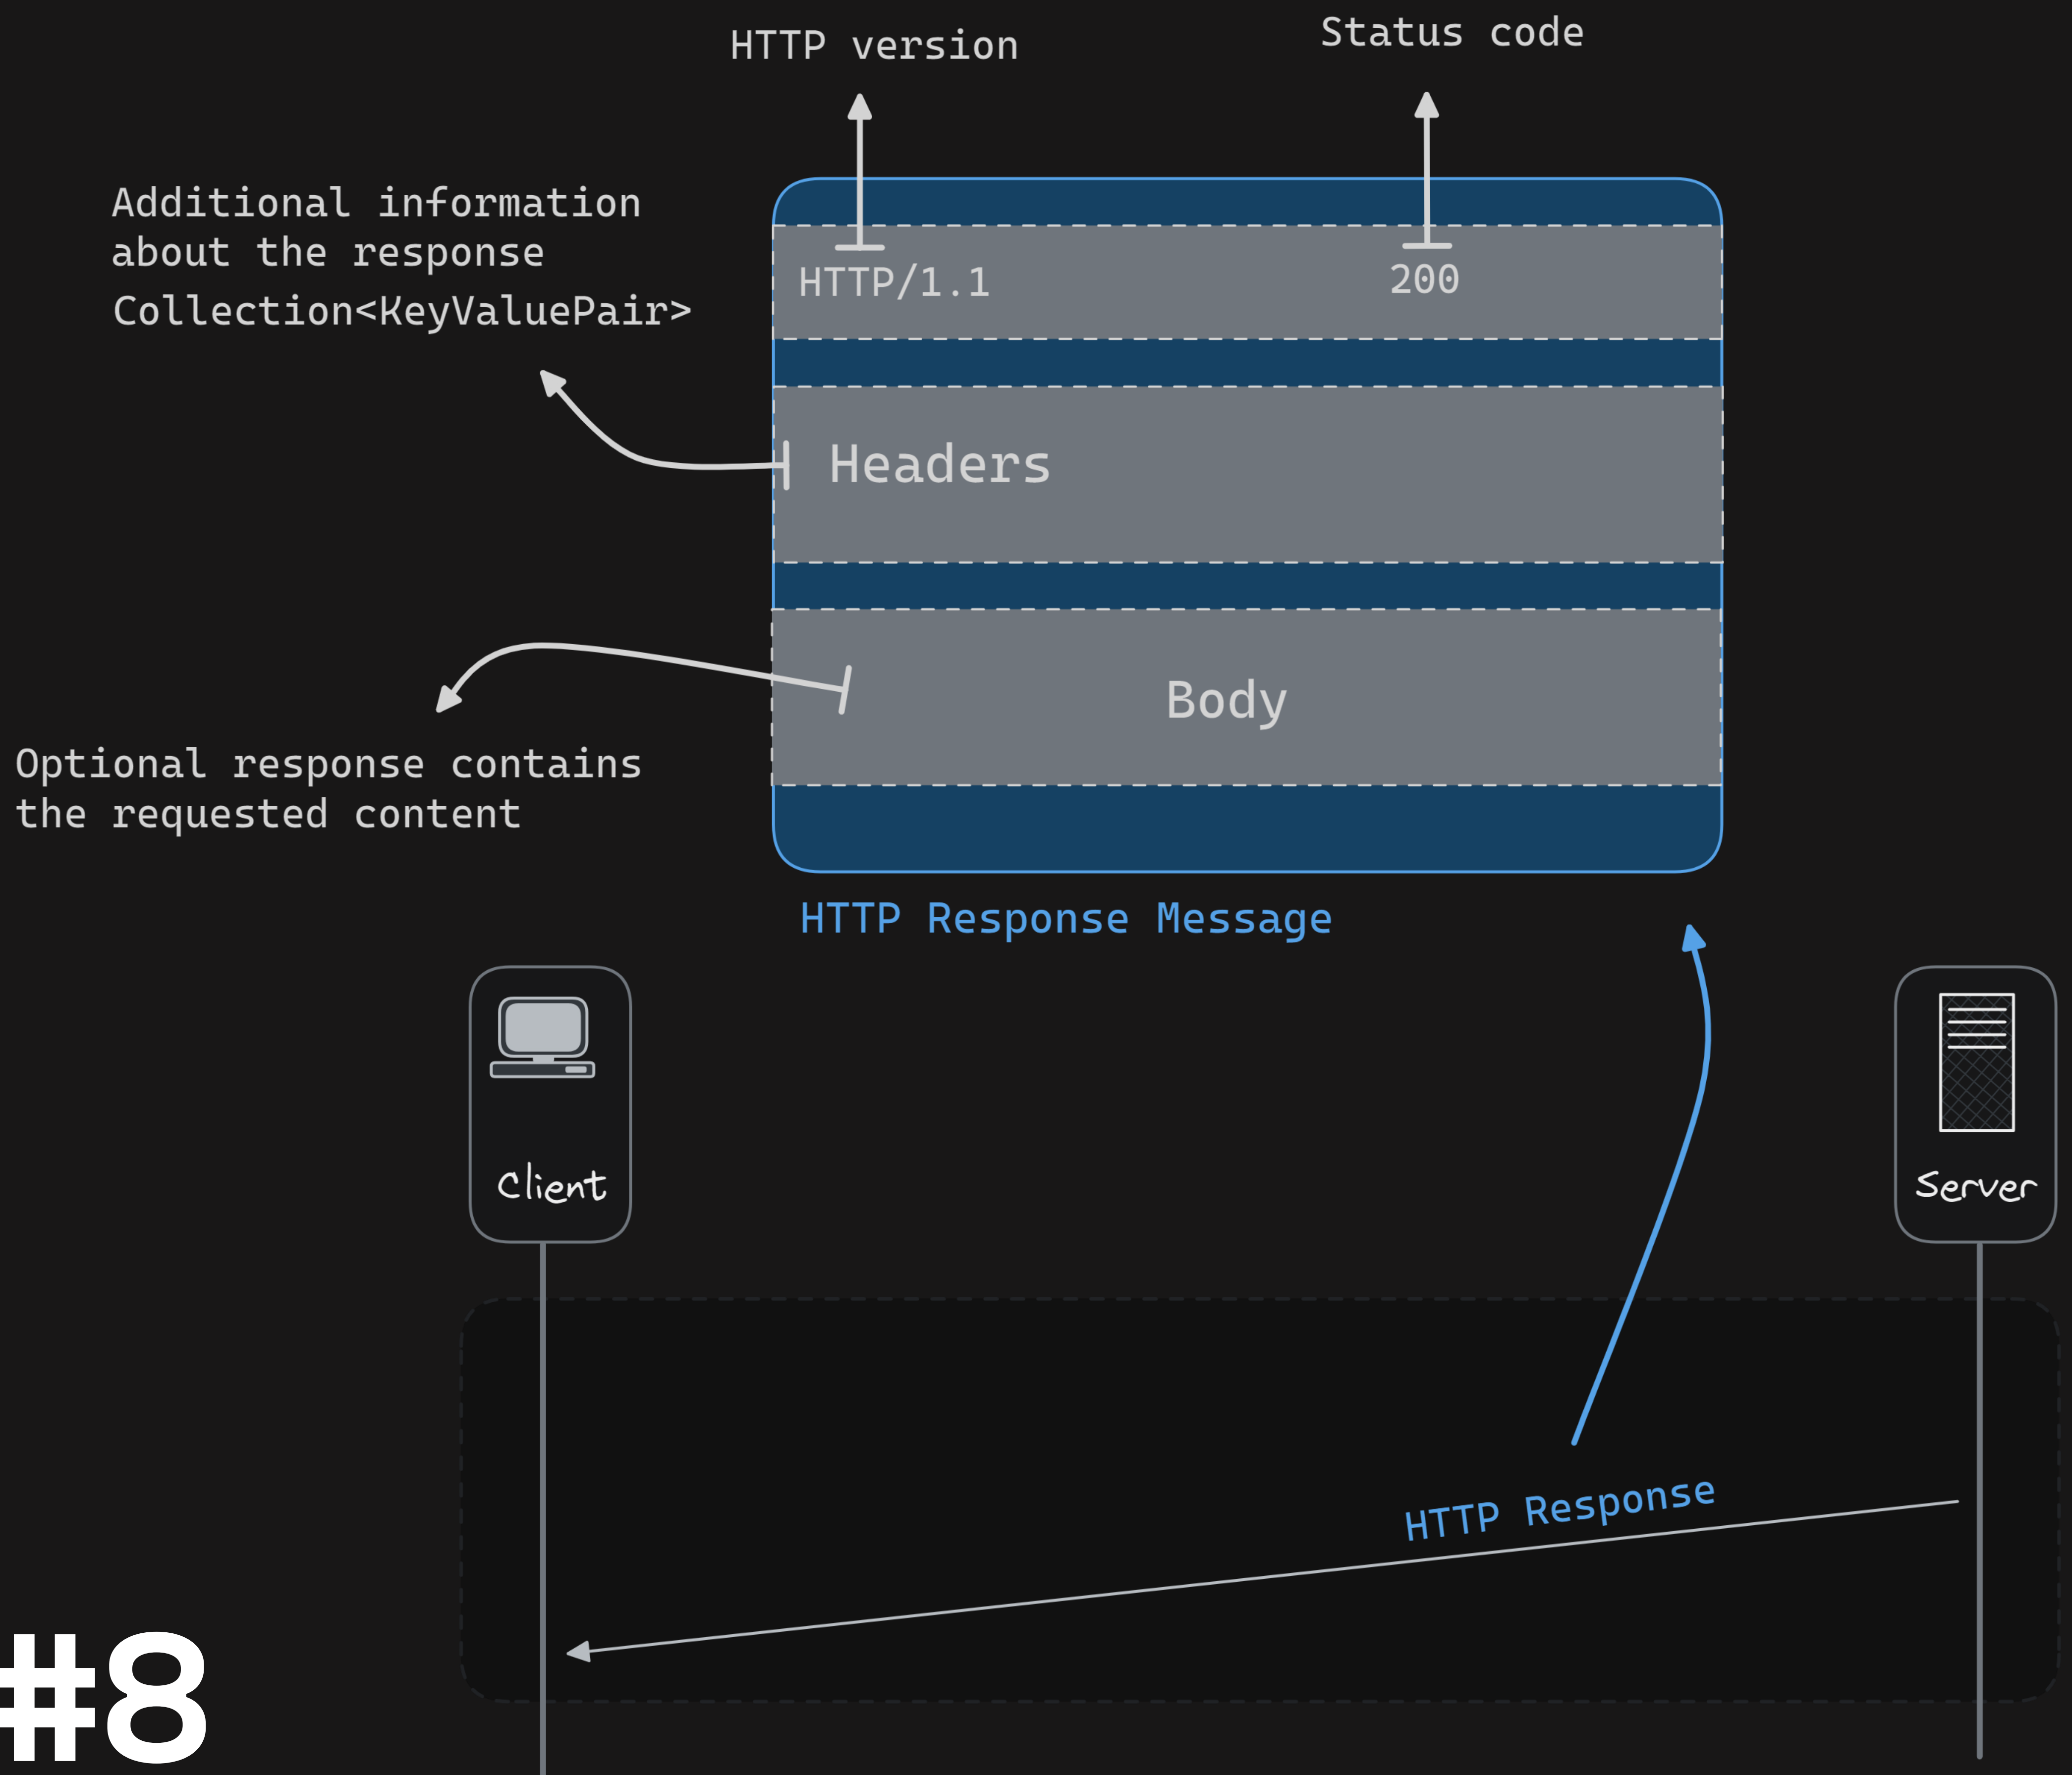 HTTP version
Status code
Additional information
about the response
Collection<KeyValuePair>
HTTP/1.1
200
Headers
Body
Optional response contains
the requested content
HTTP Response Message
Client
Server
HTTP Response
#8